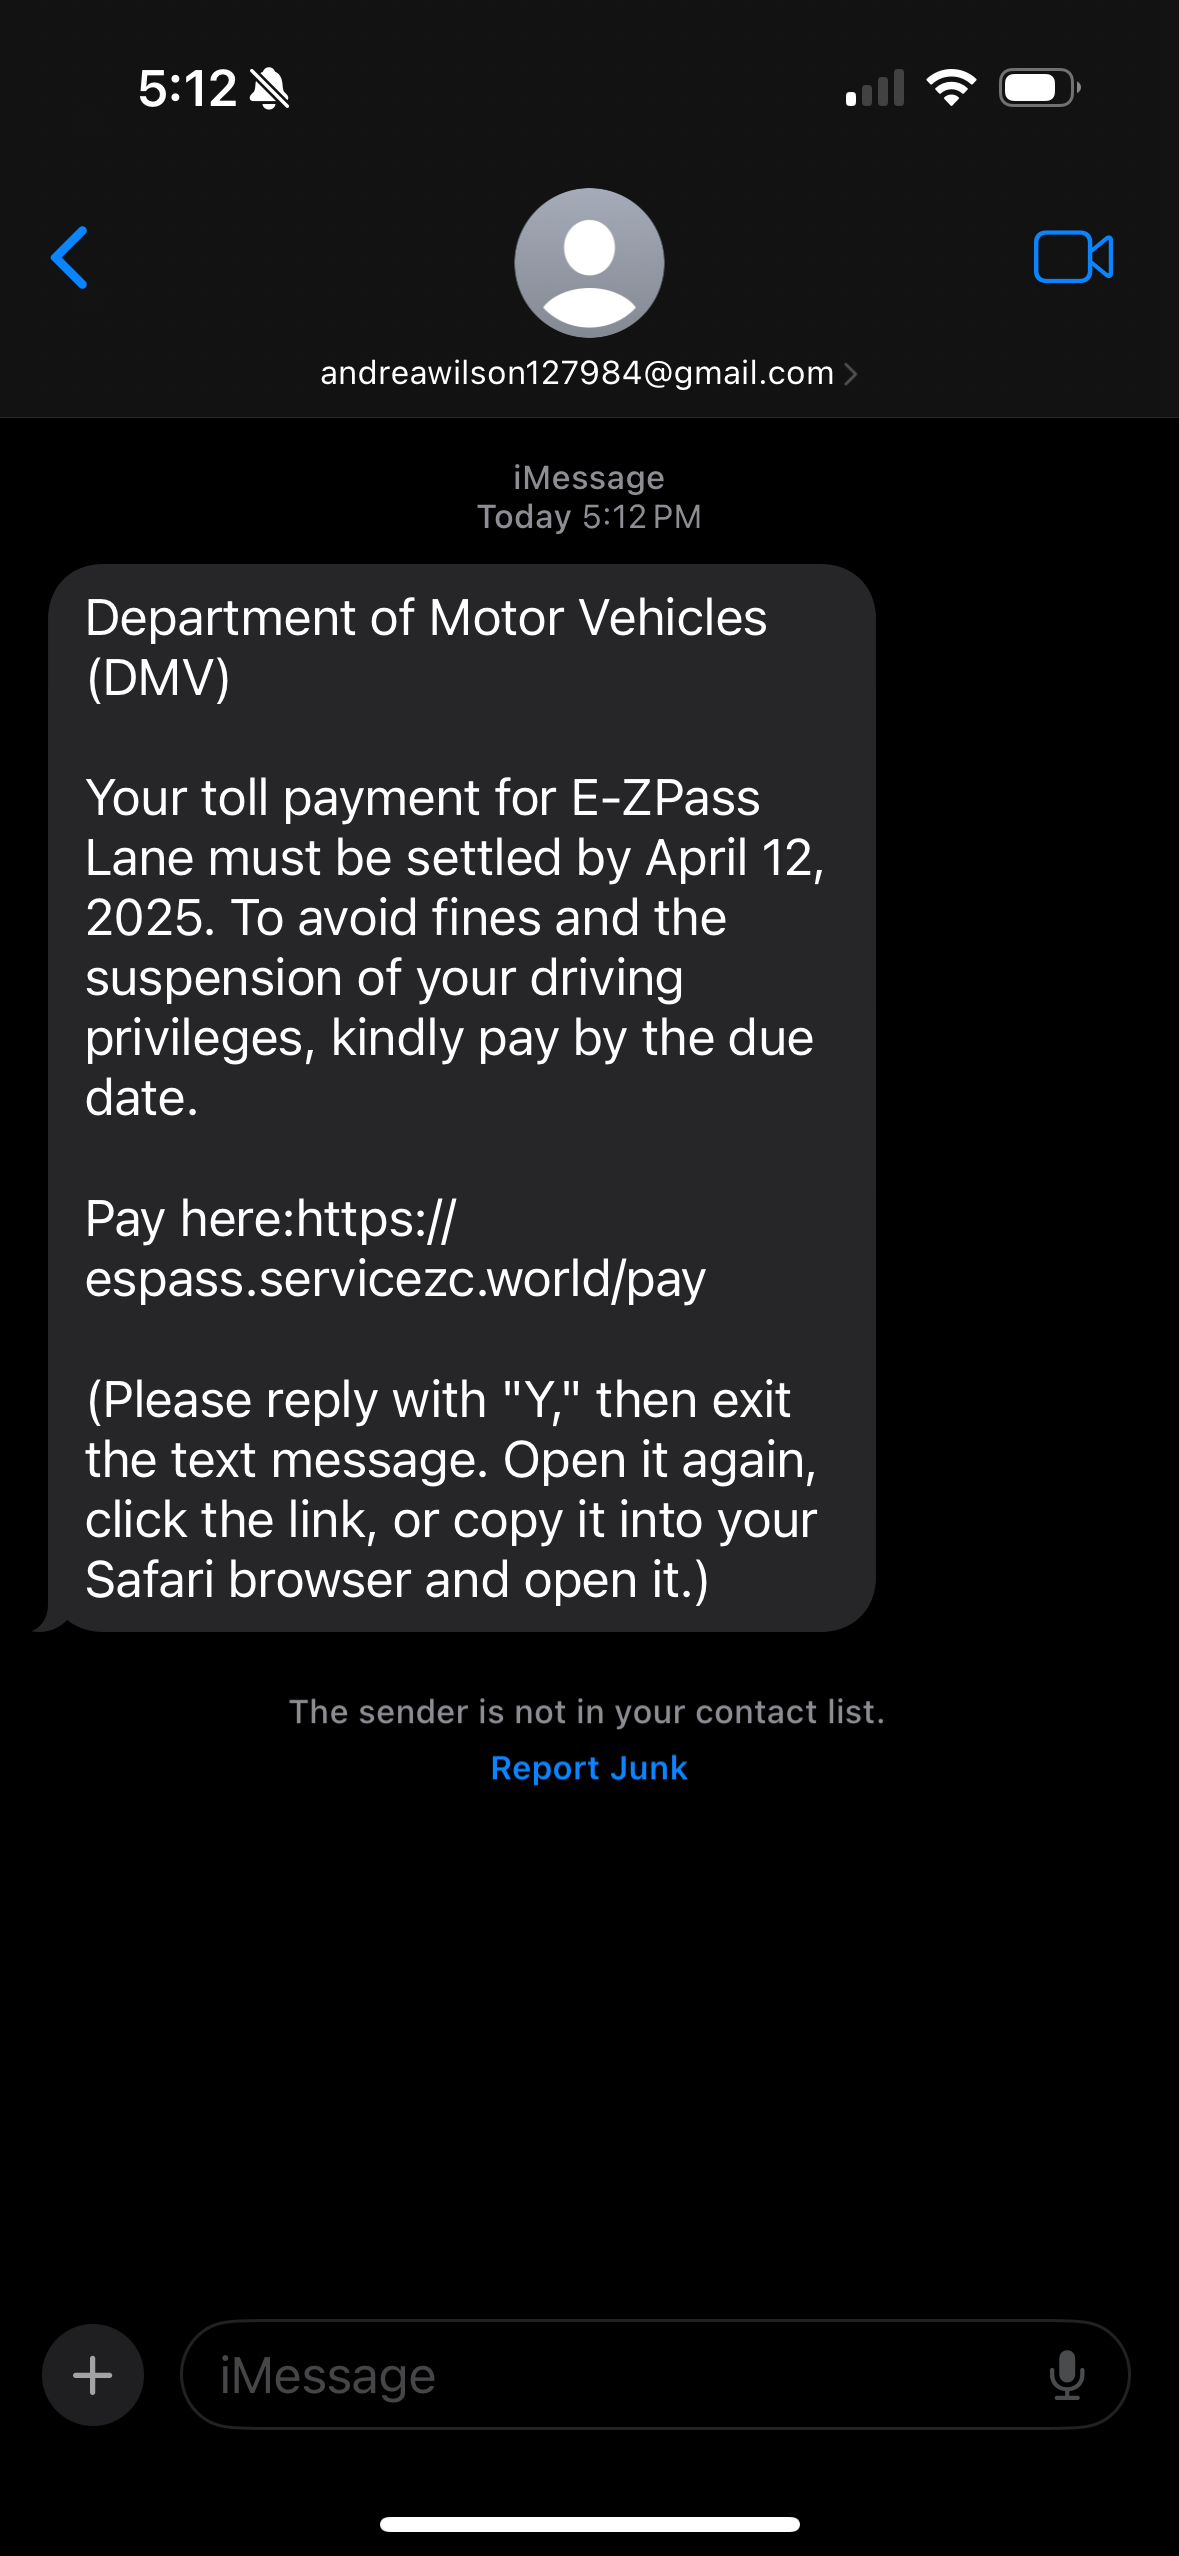 5:12
andreawilson127984@gmail.com
iMessage
Today 5:12 PM
Department of Motor Vehicles
(DMV)
Your toll payment for E-ZPass
Lane must be settled by April 12,
2025. To avoid fines and the
suspension of your driving
privileges, kindly pay by the due
date.
Pay here:https://
espass.servicezc.world/pay
(Please reply with "Y," then exit
the text message. Open it again,
click the link, or copy it into your
Safari browser and open it.)
The sender is not in your contact list.
Report Junk
iMessage